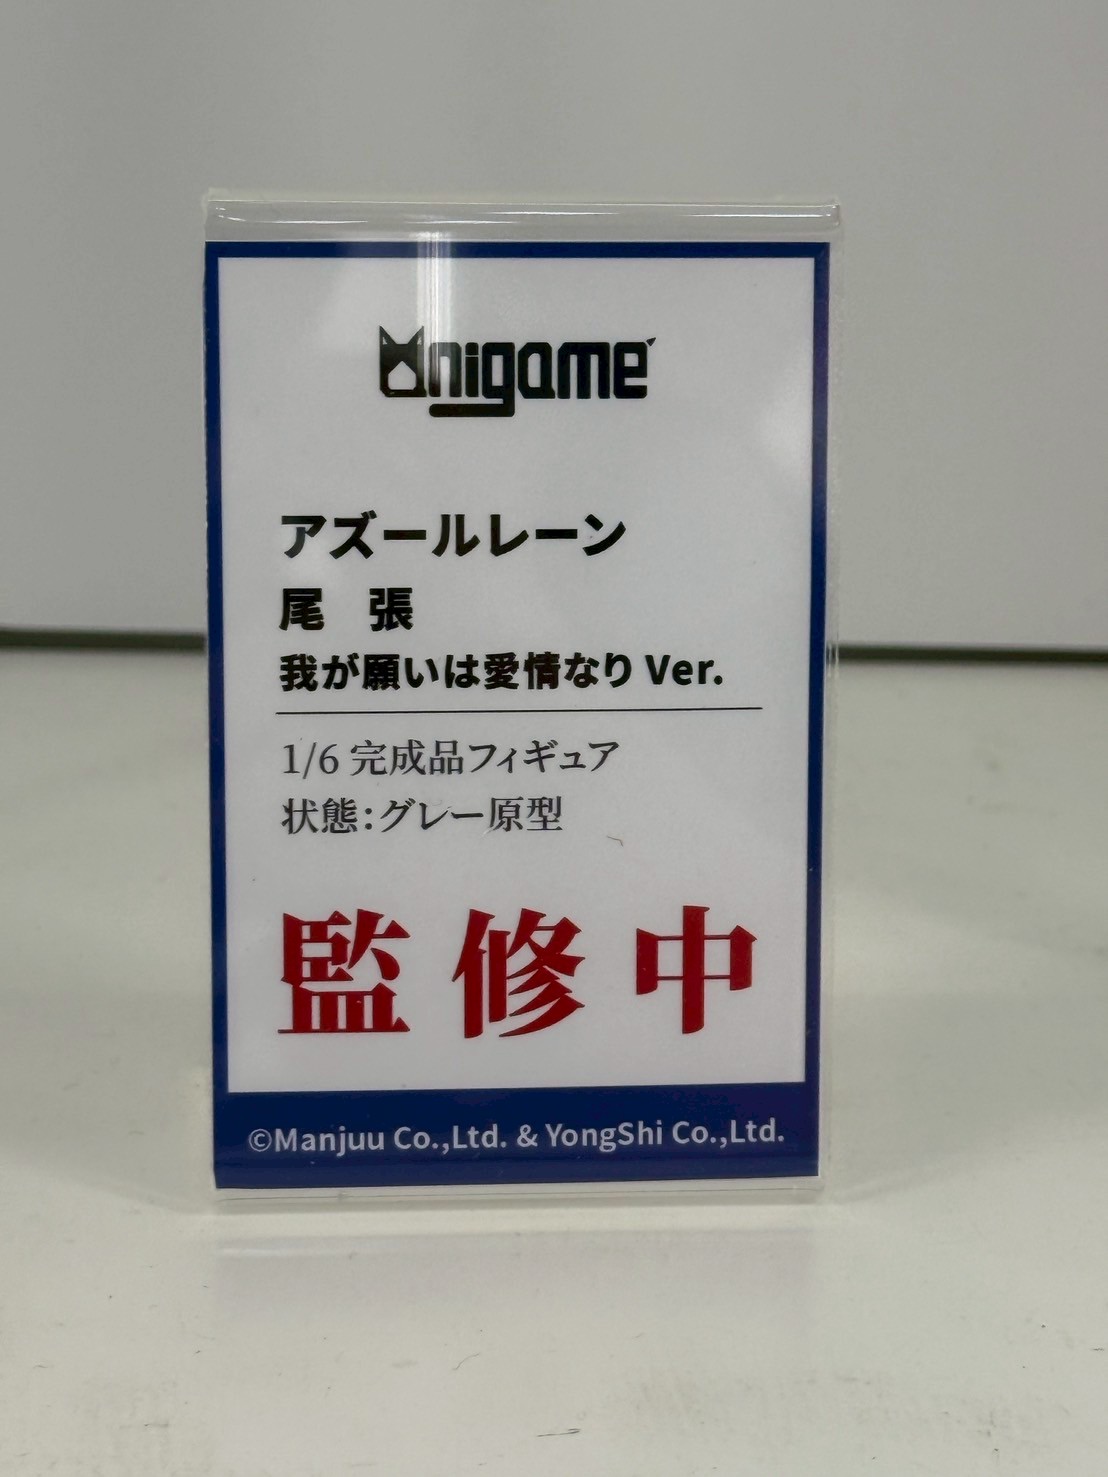 Unigame
アズールレーン
尾　張
我が願いは愛情なり Ver.
1/6 完成品フィギュア
状態：グレー原型
監修中
©Manjuu Co.,Ltd. & YongShi Co.,Ltd.